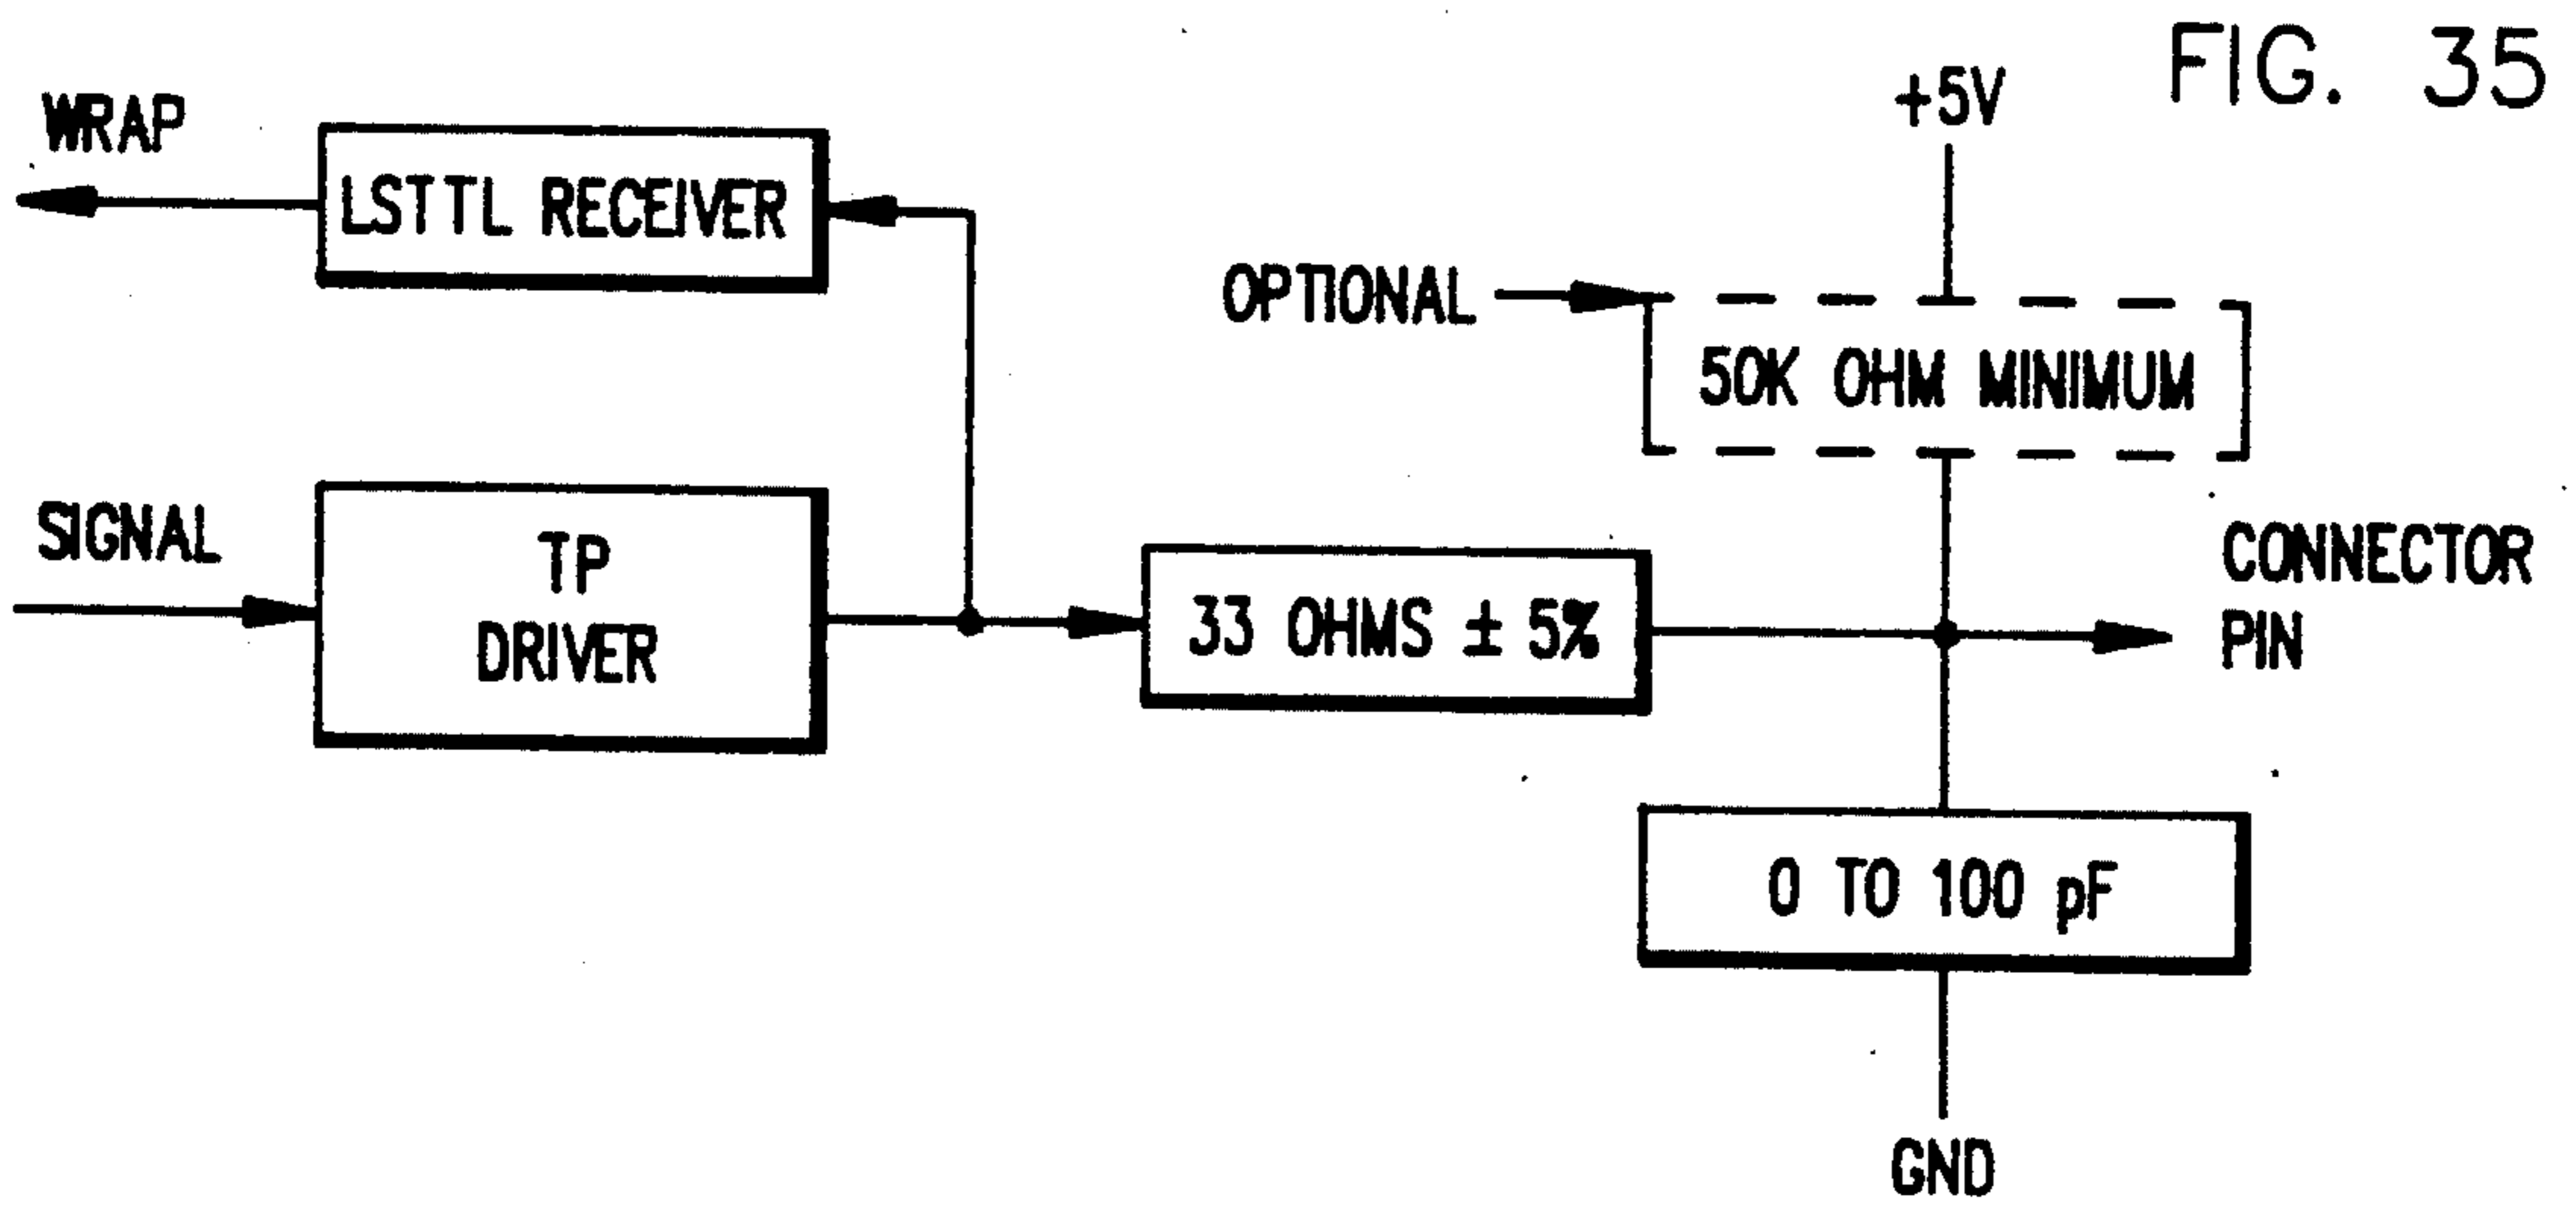 FIG. 35
WRAP
+5V
LSTTL RECEIVER
OPTIONAL
50K OHM MINIMUM
SIGNAL
TP
DRIVER
33 OHMS ± 5%
CONNECTOR
PIN
0 TO 100 pF
GND